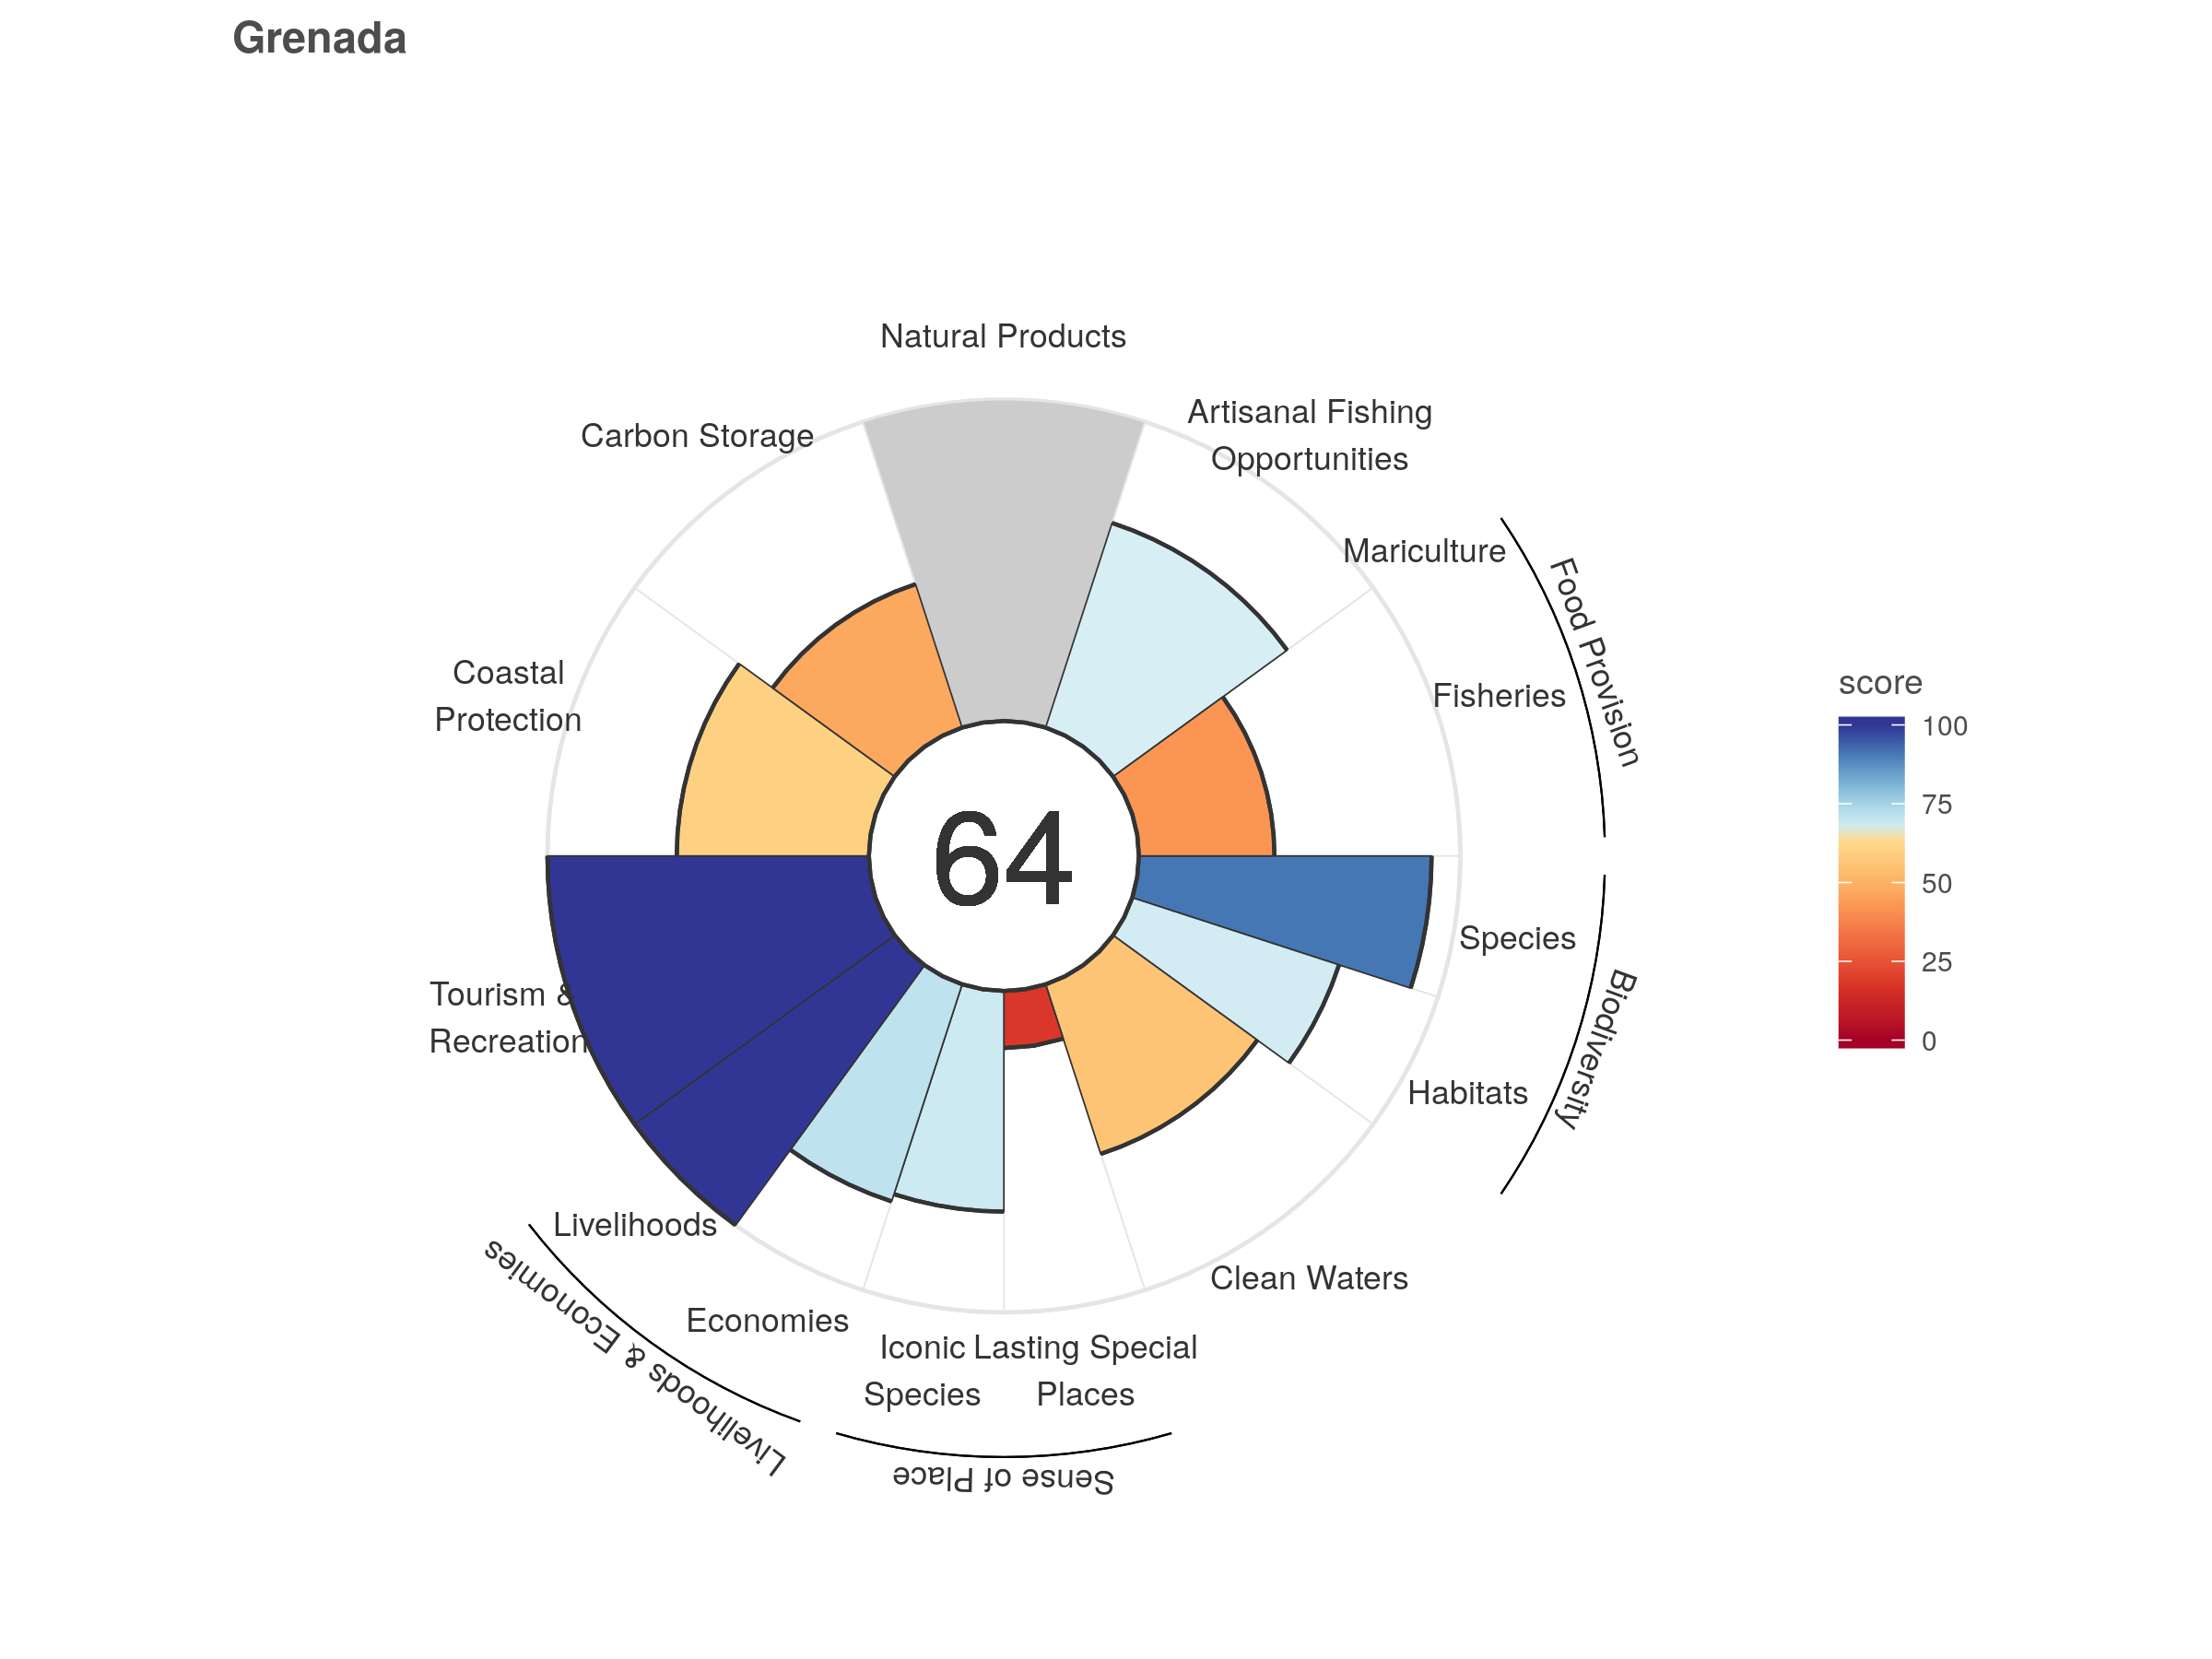 Grenada
Natural Products
Artisanal Fishing
Opportunities
Carbon Storage
Mariculture
Food Provision
Fisheries
Coastal
Protection
score
100
75
50
25
0
64
Species
Biodiversity
Tourism &
Recreation
Habitats
Livelihoods
Clean Waters
Livelihoods & Economies
Economies
Iconic
Species
Lasting Special
Places
Sense of Place